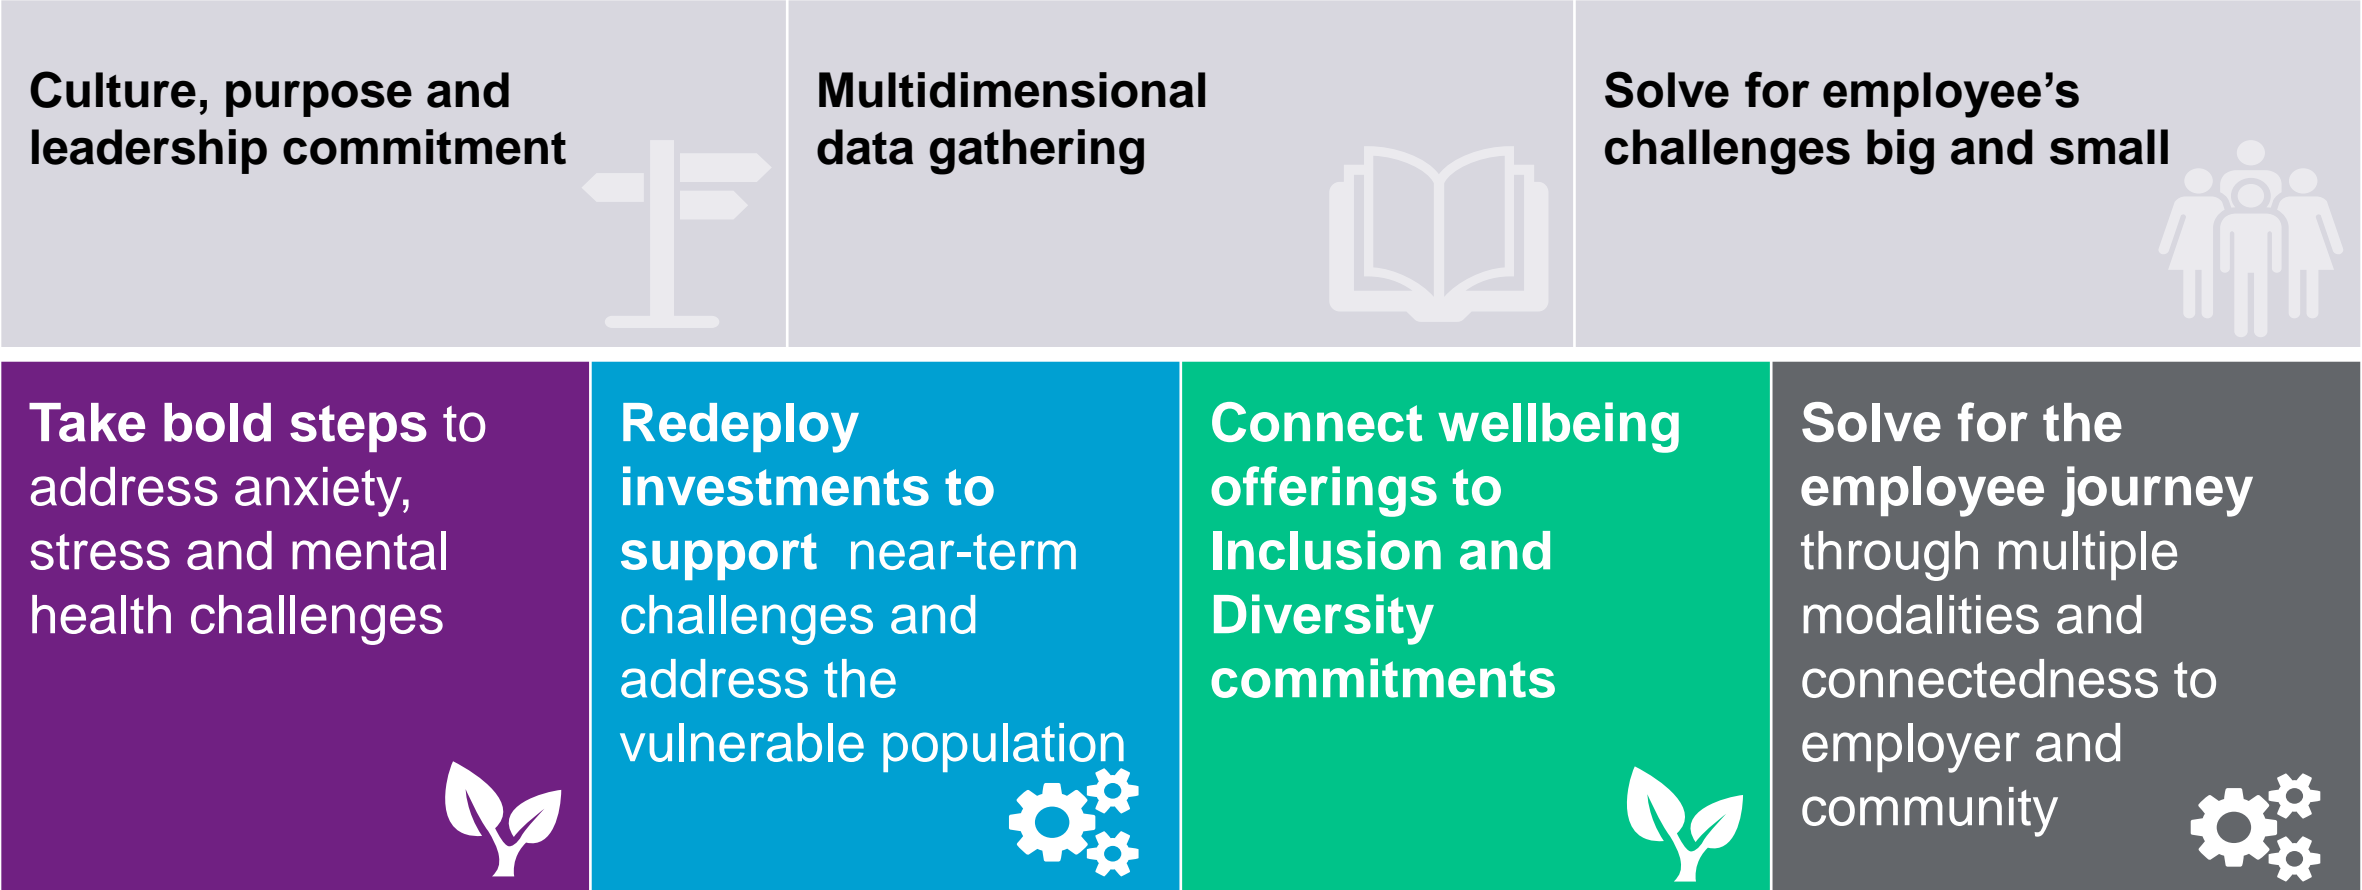 Culture, purpose and
leadership commitment
Multidimensional
data gathering
Solve for employee’s
challenges big and small
Take bold steps to
address anxiety,
stress and mental
health challenges
Redeploy
investments to
support  near-term
challenges and
address the
vulnerable population
Connect wellbeing
offerings to
Inclusion and
Diversity
commitments
Solve for the
employee journey
through multiple
modalities and
connectedness to
employer and
community